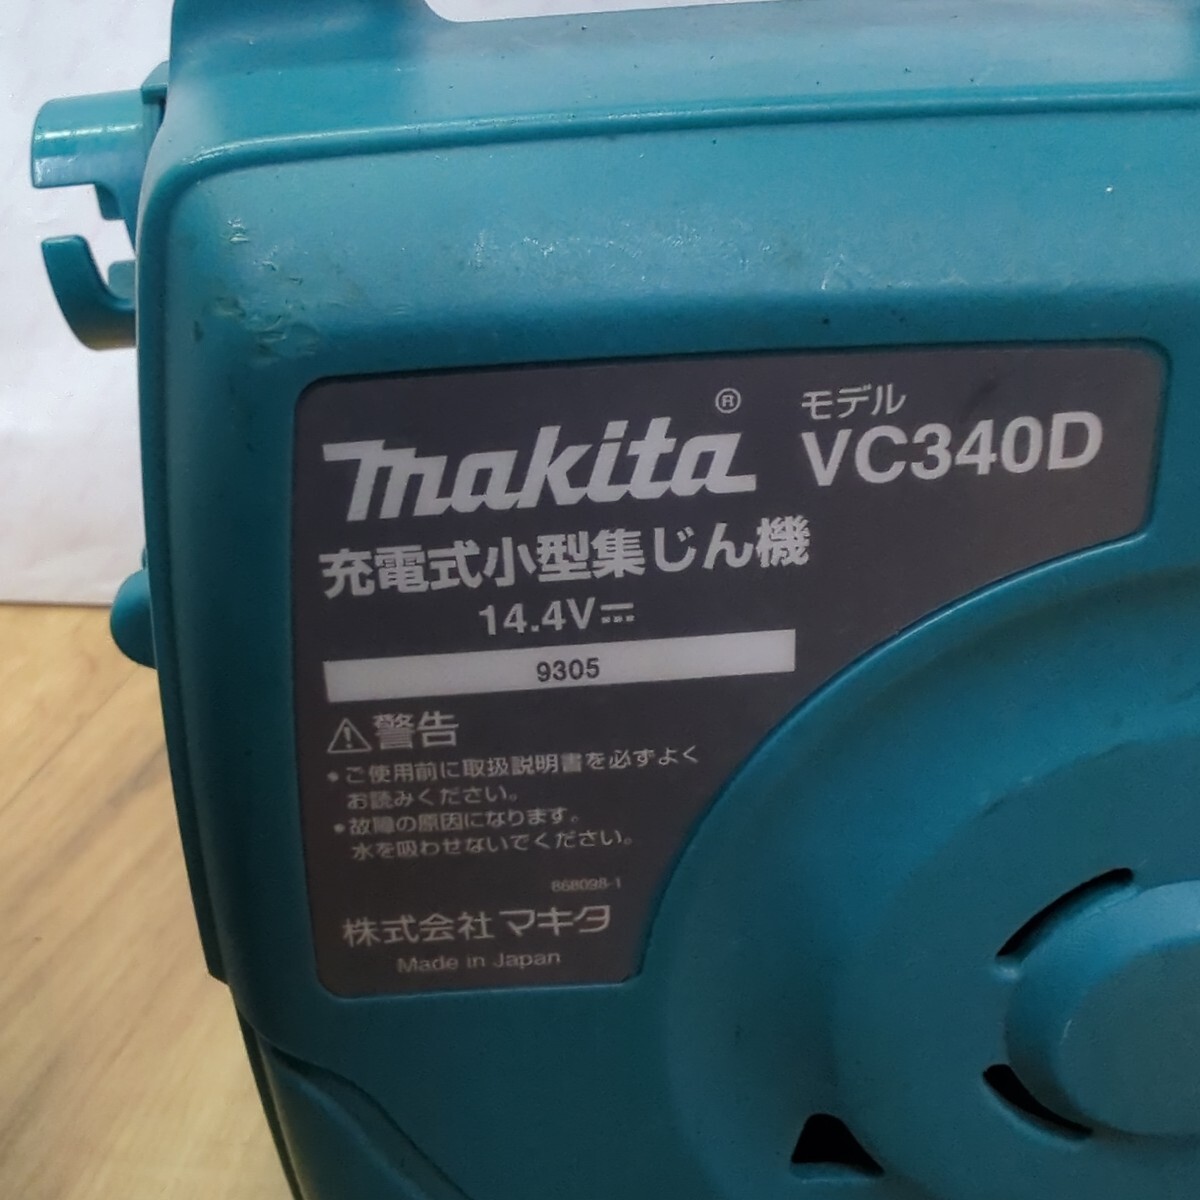 makita®
モデル
VC340D
充電式小型集じん機
14.4V⎓
9305
⚠警告
•ご使用前に取扱説明書を必ずよく
お読みください。
•故障の原因になります。
水を吸わせないでください。
868098-1
株式会社マキタ
Made in Japan